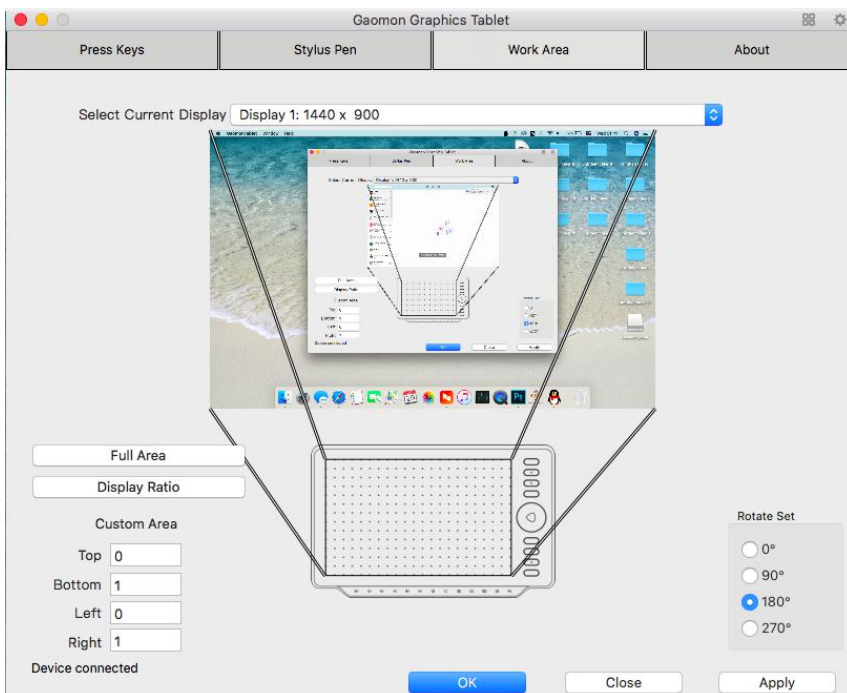 Gaomon Graphics Tablet
Press Keys
Stylus Pen
Work Area
About
Select Current Display
Display 1: 1440 x 900
Full Area
Display Ratio
Custom Area
Top 0
Bottom 1
Left 0
Right 1
Device connected
Rotate Set
0°
90°
180°
270°
OK
Close
Apply